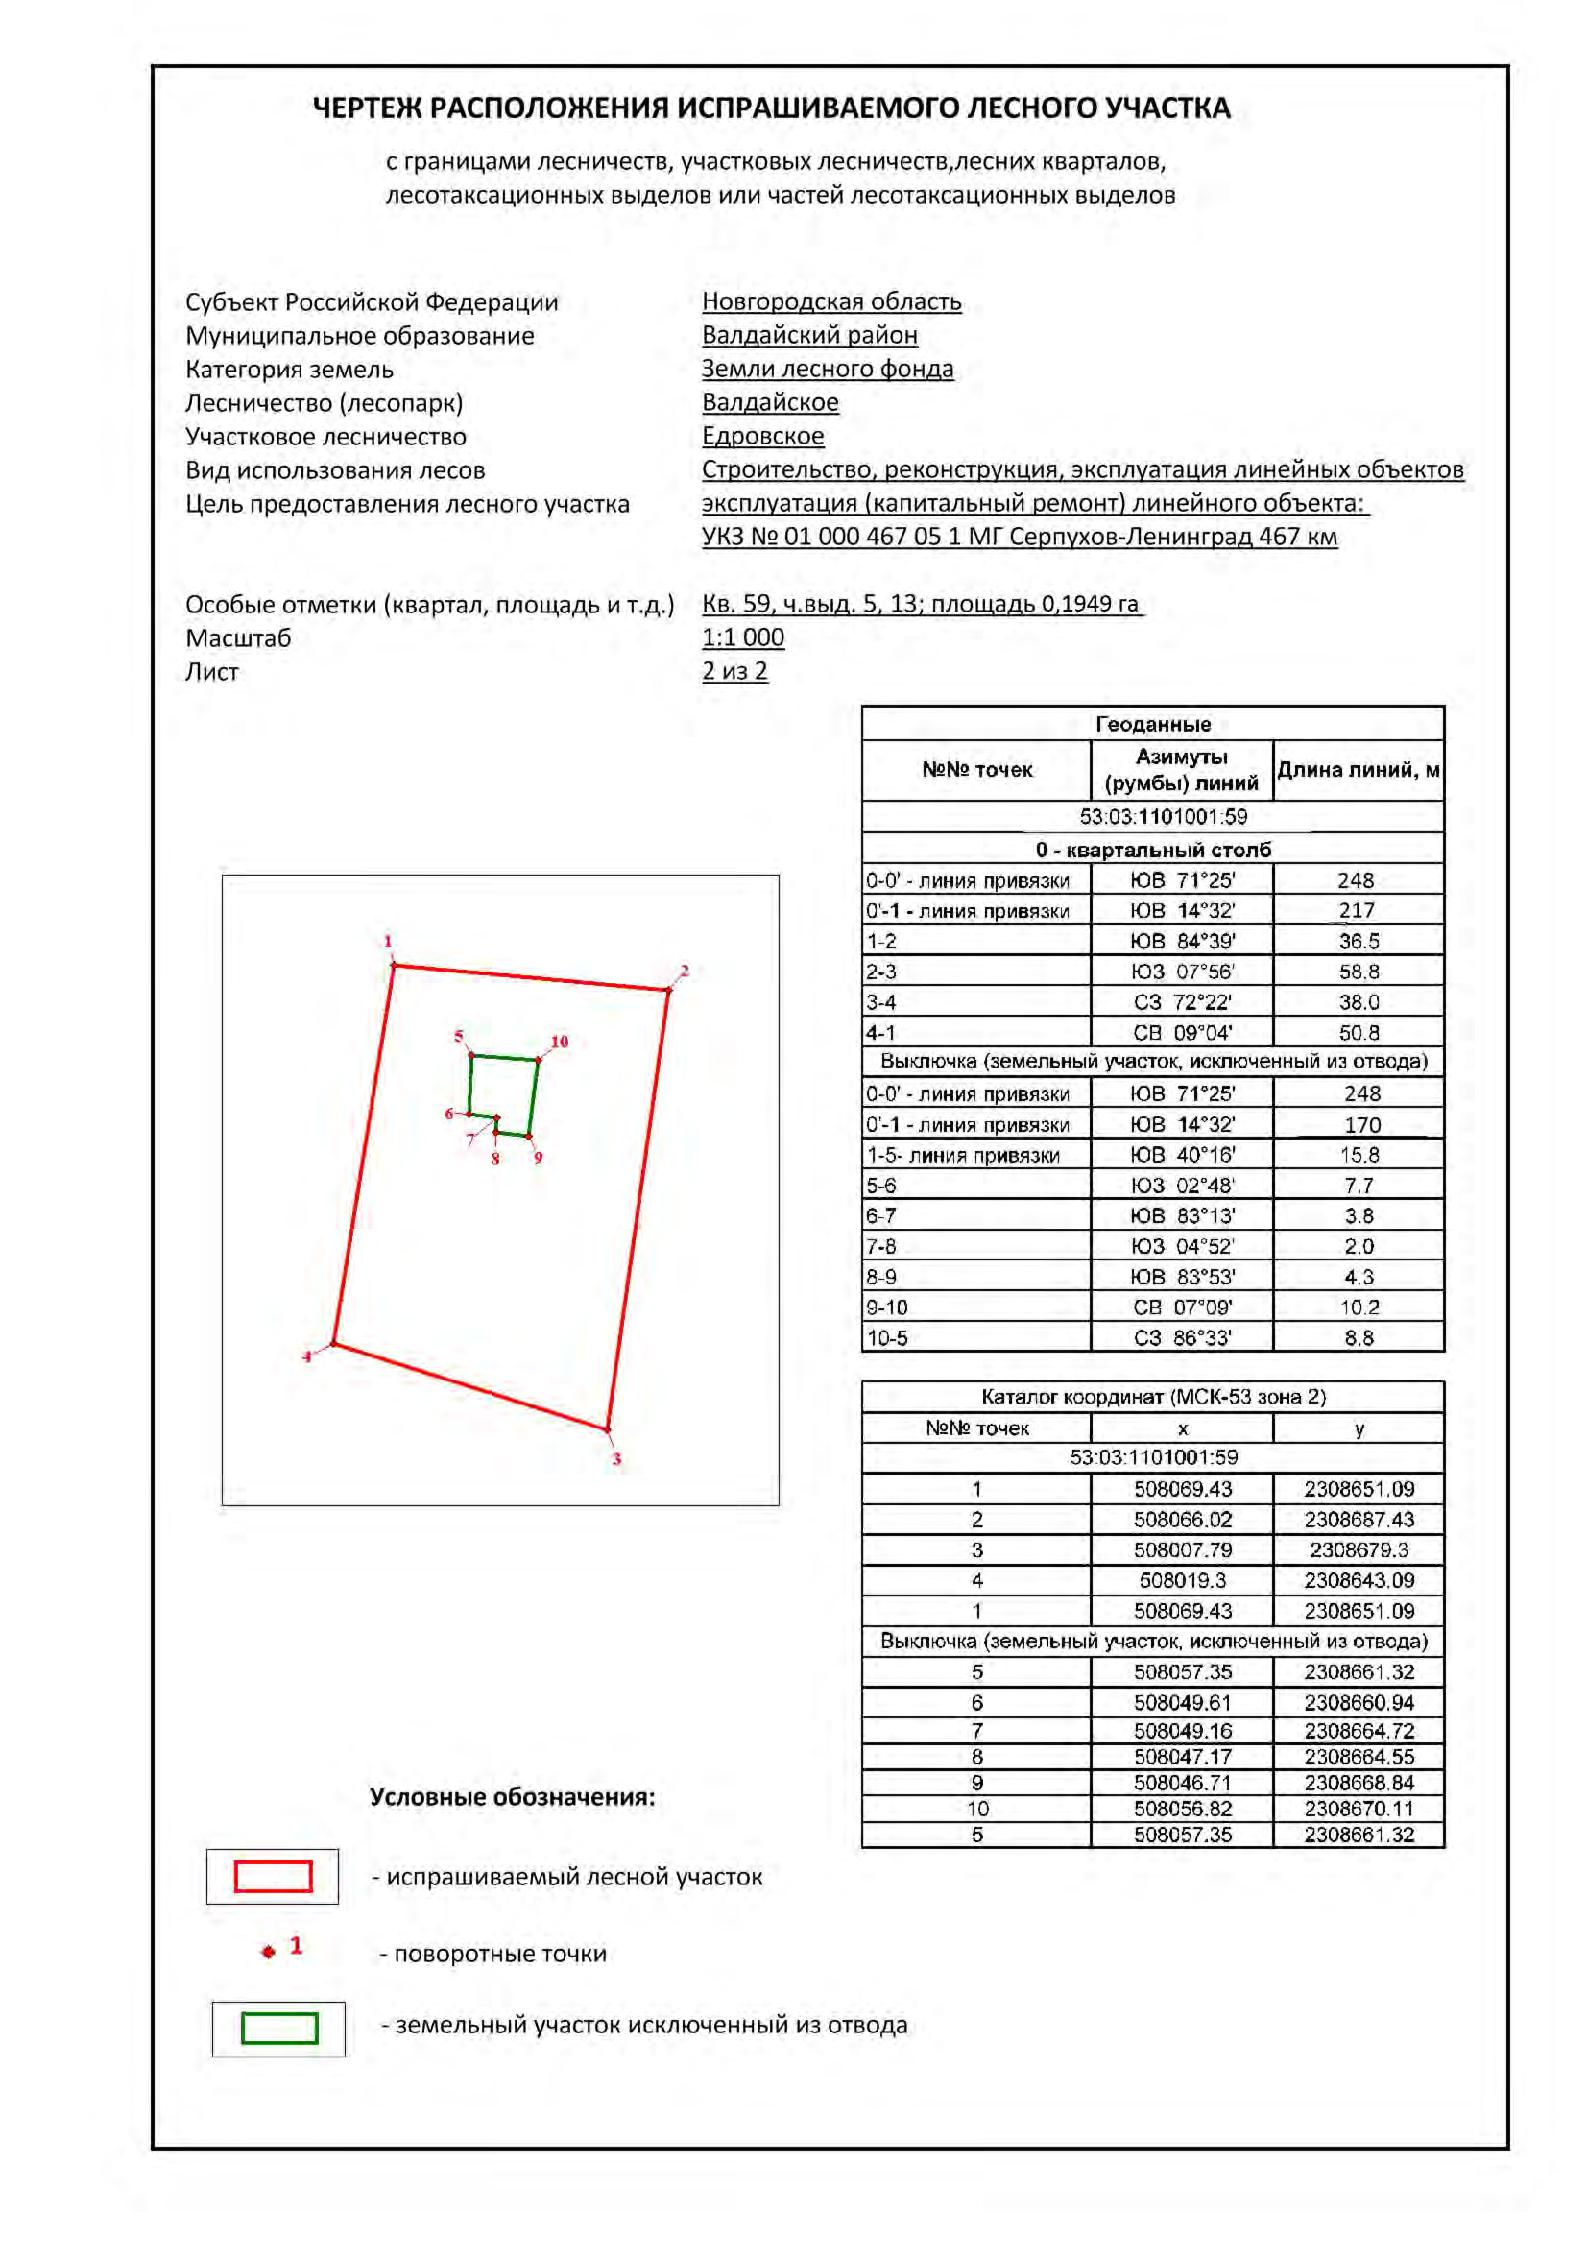 ЧЕРТЕЖ РАСПОЛОЖЕНИЯ ИСПРАШИВАЕМОГО ЛЕСНОГО УЧАСТКА
с границами лесничеств, участковых лесничеств,лесних кварталов,
лесотаксационных выделов или частей лесотаксационных выделов
Субъект Российской Федерации Новгородская область
Муниципальное образование Валдайский район
Категория земель Земли лесного фонда
Лесничество (лесопарк) Валдайское
Участковое лесничество Едровское
Вид использования лесов Строительство, реконструкция, эксплуатация линейных объектов
Цель предоставления лесного участка эксплуатация (капитальный ремонт) линейного объекта:
УКЗ № 01 000 467 05 1 МГ Серпухов-Ленинград 467 км
Особые отметки (квартал, площадь и т.д.) Кв. 59, ч.выд. 5, 13; площадь 0,1949 га
Масштаб 1:1 000
Лист 2 из 2
Геоданные
№№ точек Азимуты (румбы) линий Длина линий, м
53:03:1101001:59
0 - квартальный столб
0-0' - линия привязки ЮВ 71°25' 248
0'-1 - линия привязки ЮВ 14°32' 217
1-2 ЮВ 84°39' 36.5
2-3 ЮЗ 07°56' 58.8
3-4 СЗ 72°22' 38.0
4-1 СВ 09°04' 50.8
Выключка (земельный участок, исключенный из отвода)
0-0' - линия привязки ЮВ 71°25' 248
0'-1 - линия привязки ЮВ 14°32' 170
1-5- линия привязки ЮВ 40°16' 15.8
5-6 ЮЗ 02°48' 7.7
6-7 ЮВ 83°13' 3.8
7-8 ЮЗ 04°52' 2.0
8-9 ЮВ 83°53' 4.3
9-10 СВ 07°09' 10.2
10-5 СЗ 86°33' 8.8
1
2
5
10
6
7
8
9
4
3
Каталог координат (МСК-53 зона 2)
№№ точек x y
53:03:1101001:59
1 508069.43 2308651.09
2 508066.02 2308687.43
3 508007.79 2308679.3
4 508019.3 2308643.09
1 508069.43 2308651.09
Выключка (земельный участок, исключенный из отвода)
5 508057.35 2308661.32
6 508049.61 2308660.94
7 508049.16 2308664.72
8 508047.17 2308664.55
9 508046.71 2308668.84
10 508056.82 2308670.11
5 508057.35 2308661.32
Условные обозначения:
- испрашиваемый лесной участок
1 - поворотные точки
- земельный участок исключенный из отвода